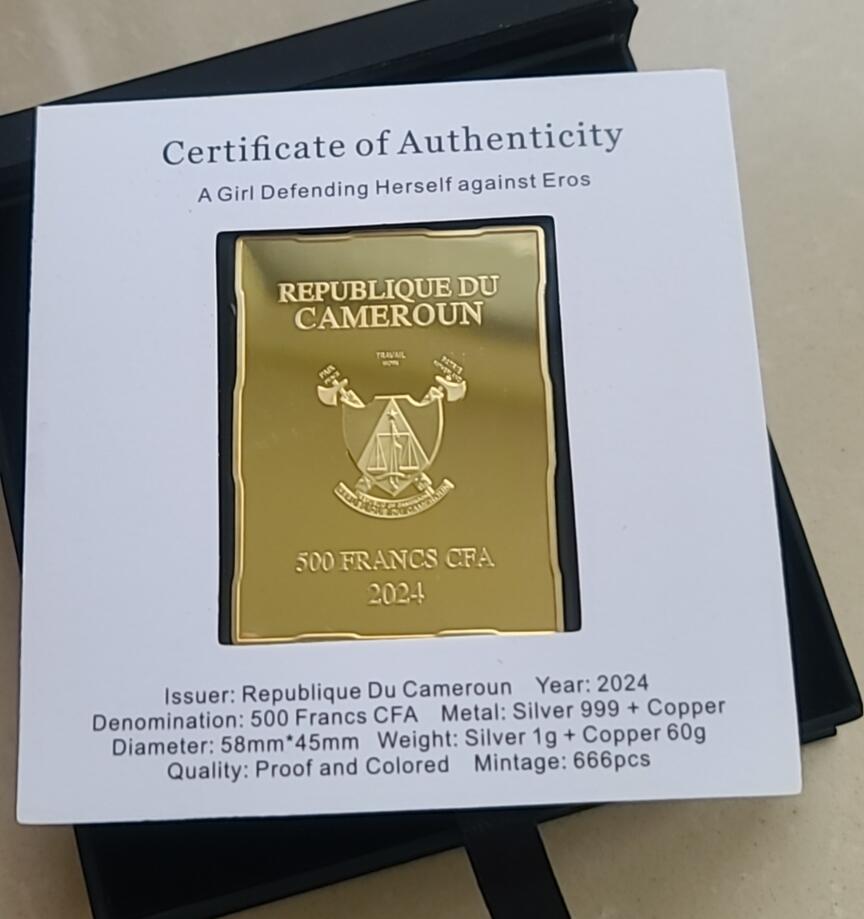 Certificate of Authenticity
A Girl Defending Herself against Eros
REPUBLIQUE DU
CAMEROUN
TRAVAIL
WORK
PAIX
500 FRANCS CFA
2024
Issuer: Republique Du Cameroun Year: 2024
Denomination: 500 Francs CFA Metal: Silver 999 + Copper
Diameter: 58mm*45mm Weight: Silver 1g + Copper 60g
Quality: Proof and Colored Mintage: 666pcs